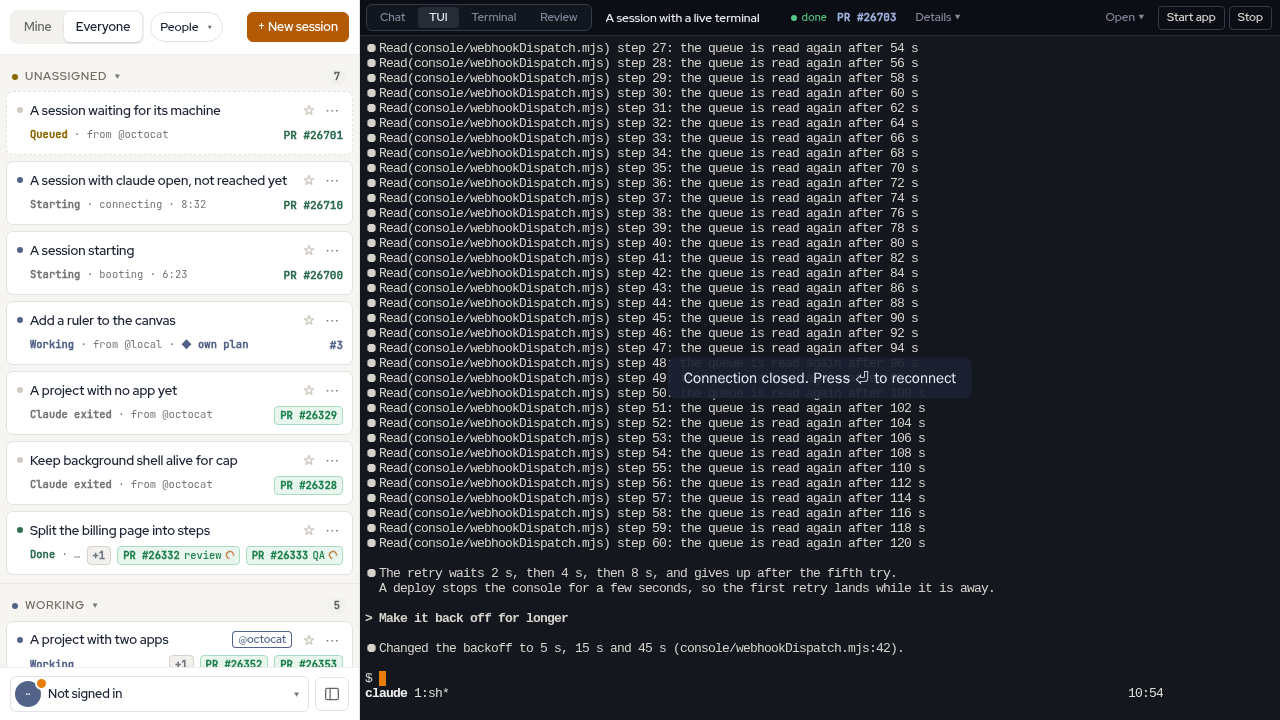 Mine Everyone People ▾ + New session
UNASSIGNED ▾ 7
A session waiting for its machine ☆ ···
Queued · from @octocat PR #26701
A session with claude open, not reached yet ☆ ···
Starting · connecting · 8:32 PR #26710
A session starting ☆ ···
Starting · booting · 6:23 PR #26700
Add a ruler to the canvas ☆ ···
Working · from @local · ◆ own plan #3
A project with no app yet ☆ ···
Claude exited · from @octocat PR #26329
Keep background shell alive for cap ☆ ···
Claude exited · from @octocat PR #26328
Split the billing page into steps ☆ ···
Done · … +1 PR #26332 review PR #26333 QA
WORKING ▾ 5
A project with two apps @octocat ☆ ···
Working +1 PR #26352 PR #26353
Not signed in ▾
Chat TUI Terminal Review A session with a live terminal ● done PR #26703 Details ▾ Open ▾ Start app Stop
● Read(console/webhookDispatch.mjs) step 27: the queue is read again after 54 s
● Read(console/webhookDispatch.mjs) step 28: the queue is read again after 56 s
● Read(console/webhookDispatch.mjs) step 29: the queue is read again after 58 s
● Read(console/webhookDispatch.mjs) step 30: the queue is read again after 60 s
● Read(console/webhookDispatch.mjs) step 31: the queue is read again after 62 s
● Read(console/webhookDispatch.mjs) step 32: the queue is read again after 64 s
● Read(console/webhookDispatch.mjs) step 33: the queue is read again after 66 s
● Read(console/webhookDispatch.mjs) step 34: the queue is read again after 68 s
● Read(console/webhookDispatch.mjs) step 35: the queue is read again after 70 s
● Read(console/webhookDispatch.mjs) step 36: the queue is read again after 72 s
● Read(console/webhookDispatch.mjs) step 37: the queue is read again after 74 s
● Read(console/webhookDispatch.mjs) step 38: the queue is read again after 76 s
● Read(console/webhookDispatch.mjs) step 39: the queue is read again after 78 s
● Read(console/webhookDispatch.mjs) step 40: the queue is read again after 80 s
● Read(console/webhookDispatch.mjs) step 41: the queue is read again after 82 s
● Read(console/webhookDispatch.mjs) step 42: the queue is read again after 84 s
● Read(console/webhookDispatch.mjs) step 43: the queue is read again after 86 s
● Read(console/webhookDispatch.mjs) step 44: the queue is read again after 88 s
● Read(console/webhookDispatch.mjs) step 45: the queue is read again after 90 s
● Read(console/webhookDispatch.mjs) step 46: the queue is read again after 92 s
● Read(console/webhookDispatch.mjs) step 47: the queue is read again after 94 s
● Read(console/webhookDispatch.mjs) step 48: the queue is read again after 96 s
● Read(console/webhookDispatch.mjs) step 49
Connection closed. Press ⏎ to reconnect
● Read(console/webhookDispatch.mjs) step 50: the queue is read again after 100 s
● Read(console/webhookDispatch.mjs) step 51: the queue is read again after 102 s
● Read(console/webhookDispatch.mjs) step 52: the queue is read again after 104 s
● Read(console/webhookDispatch.mjs) step 53: the queue is read again after 106 s
● Read(console/webhookDispatch.mjs) step 54: the queue is read again after 108 s
● Read(console/webhookDispatch.mjs) step 55: the queue is read again after 110 s
● Read(console/webhookDispatch.mjs) step 56: the queue is read again after 112 s
● Read(console/webhookDispatch.mjs) step 57: the queue is read again after 114 s
● Read(console/webhookDispatch.mjs) step 58: the queue is read again after 116 s
● Read(console/webhookDispatch.mjs) step 59: the queue is read again after 118 s
● Read(console/webhookDispatch.mjs) step 60: the queue is read again after 120 s
● The retry waits 2 s, then 4 s, then 8 s, and gives up after the fifth try.
A deploy stops the console for a few seconds, so the first retry lands while it is away.
> Make it back off for longer
● Changed the backoff to 5 s, 15 s and 45 s (console/webhookDispatch.mjs:42).
$
claude 1:sh* 10:54